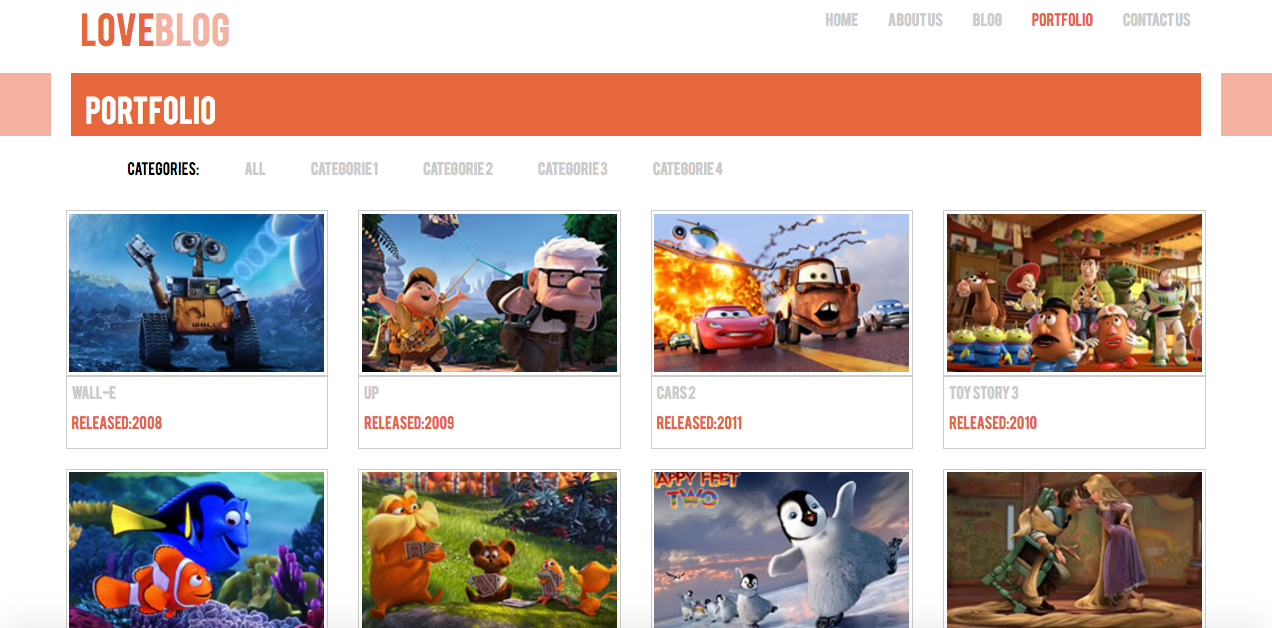 LOVEBLOG
HOME ABOUT US BLOG PORTFOLIO CONTACT US
PORTFOLIO
CATEGORIES: ALL CATEGORIE 1 CATEGORIE 2 CATEGORIE 3 CATEGORIE 4
WALL-E
WALL-E
RELEASED:2008
UP
RELEASED:2009
CARS 2
RELEASED:2011
TOY STORY 3
RELEASED:2010
APPY FEET
TWO